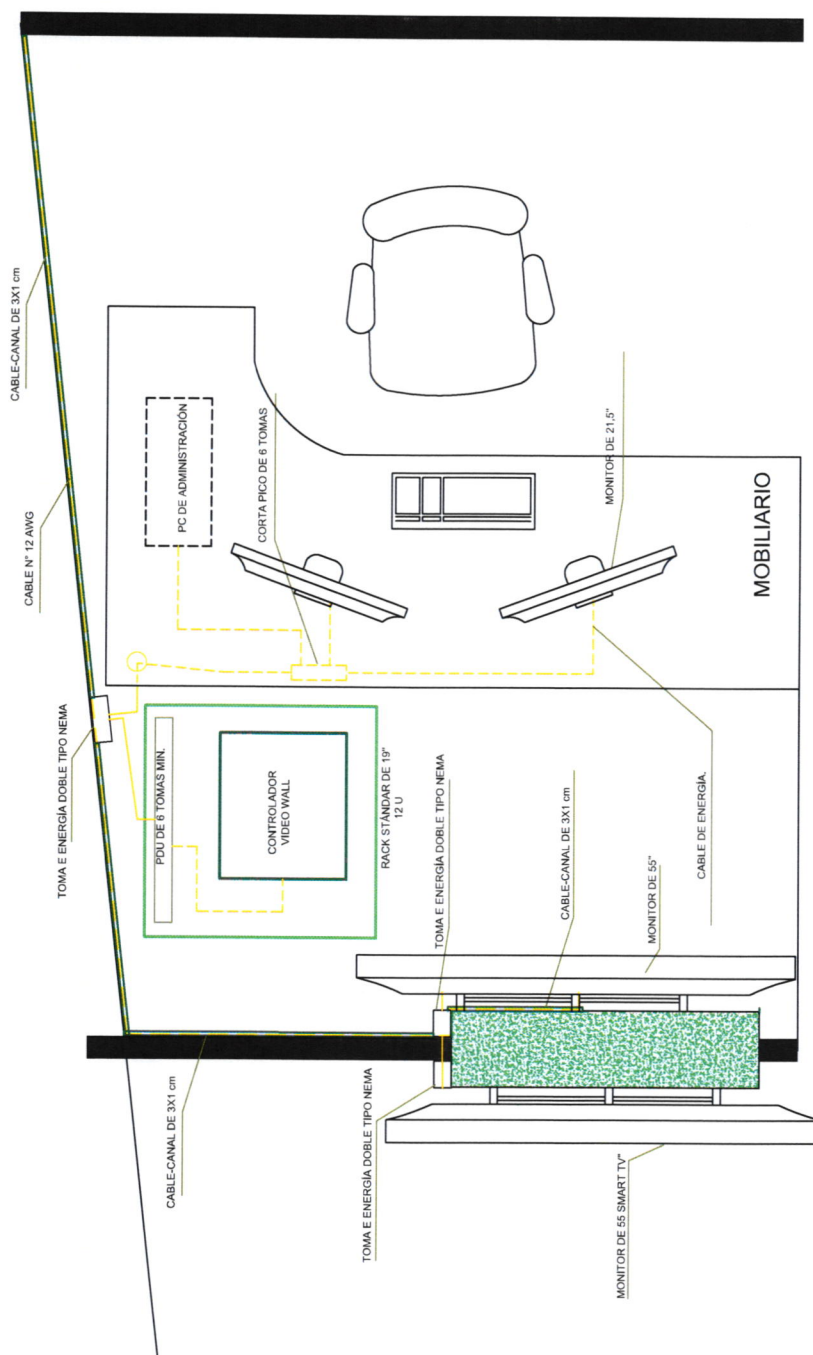 CABLE-CANAL DE 3X1 cm
CABLE N° 12 AWG
TOMA E ENERGÍA DOBLE TIPO NEMA
PC DE ADMINISTRACIÓN
CORTA PICO DE 6 TOMAS
MONITOR DE 21,5"
MOBILIARIO
PDU DE 6 TOMAS MIN.
CONTROLADOR
VIDEO WALL
RACK STÁNDAR DE 19"
12 U
TOMA E ENERGÍA DOBLE TIPO NEMA
CABLE-CANAL DE 3X1 cm
MONITOR DE 55"
CABLE DE ENERGÍA.
CABLE-CANAL DE 3X1 cm
TOMA E ENERGÍA DOBLE TIPO NEMA
MONITOR DE 55 SMART TV"